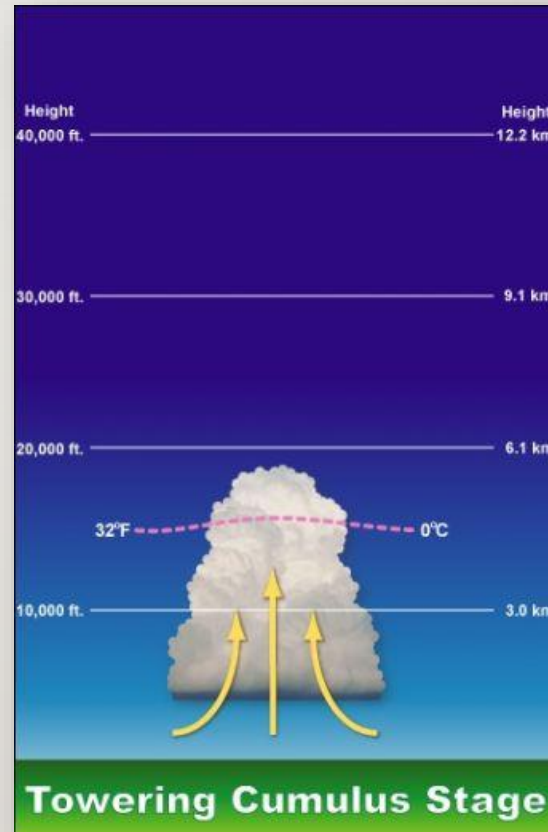 Height Height
40,000 ft. 12.2 km
30,000 ft. 9.1 km
20,000 ft. 6.1 km
32°F 0°C
10,000 ft. 3.0 km
Towering Cumulus Stage